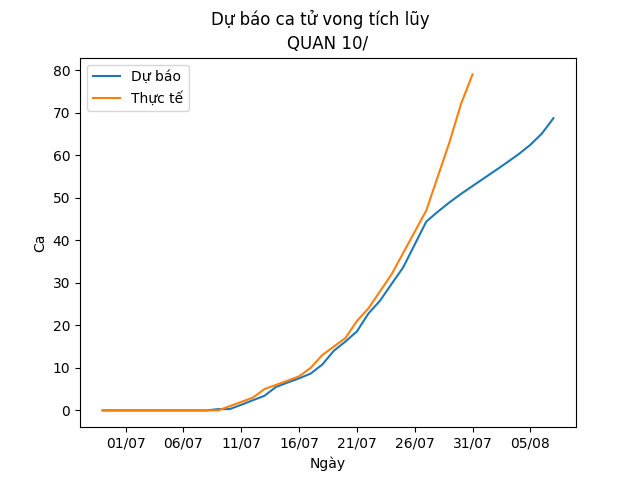 Dự báo ca tử vong tích lũy
QUAN 10/
Dự báo
Thực tế
Ca
80
70
60
50
40
30
20
10
0
01/07 06/07 11/07 16/07 21/07 26/07 31/07 05/08
Ngày